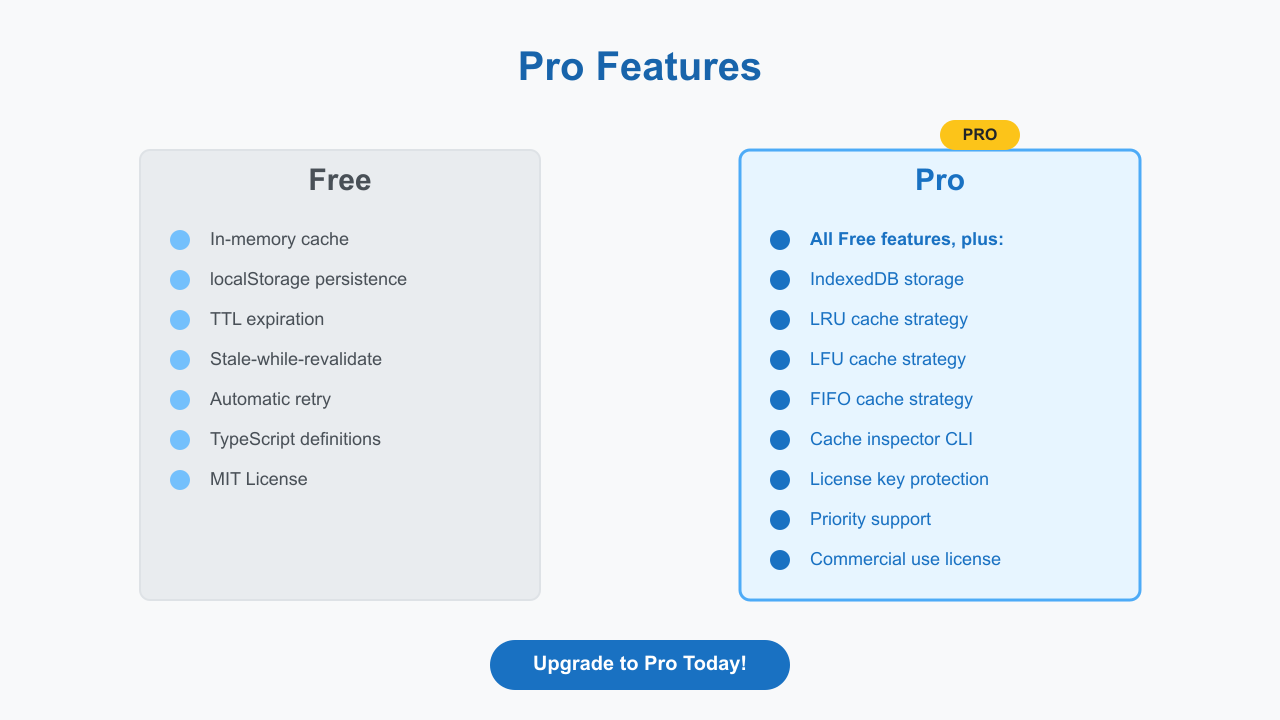 Pro Features
Free
In-memory cache
localStorage persistence
TTL expiration
Stale-while-revalidate
Automatic retry
TypeScript definitions
MIT License
PRO
Pro
All Free features, plus:
IndexedDB storage
LRU cache strategy
LFU cache strategy
FIFO cache strategy
Cache inspector CLI
License key protection
Priority support
Commercial use license
Upgrade to Pro Today!